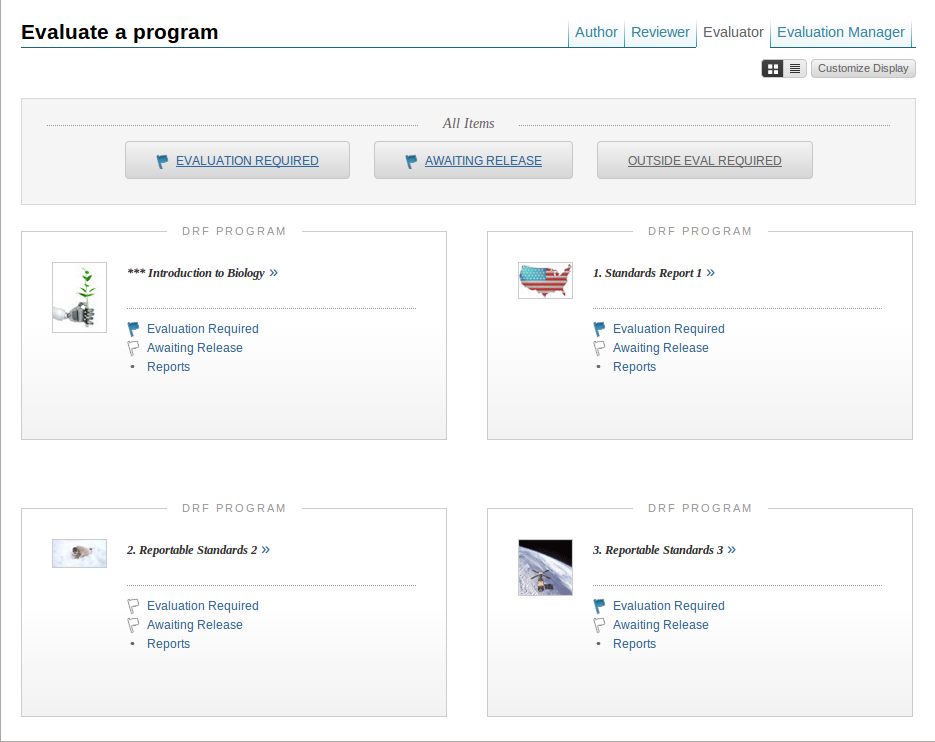 Evaluate a program
Author Reviewer Evaluator Evaluation Manager
Customize Display
All Items
EVALUATION REQUIRED AWAITING RELEASE OUTSIDE EVAL REQUIRED
DRF PROGRAM
*** Introduction to Biology »
Evaluation Required
Awaiting Release
• Reports
DRF PROGRAM
1. Standards Report 1 »
Evaluation Required
Awaiting Release
• Reports
DRF PROGRAM
2. Reportable Standards 2 »
Evaluation Required
Awaiting Release
• Reports
DRF PROGRAM
3. Reportable Standards 3 »
Evaluation Required
Awaiting Release
• Reports